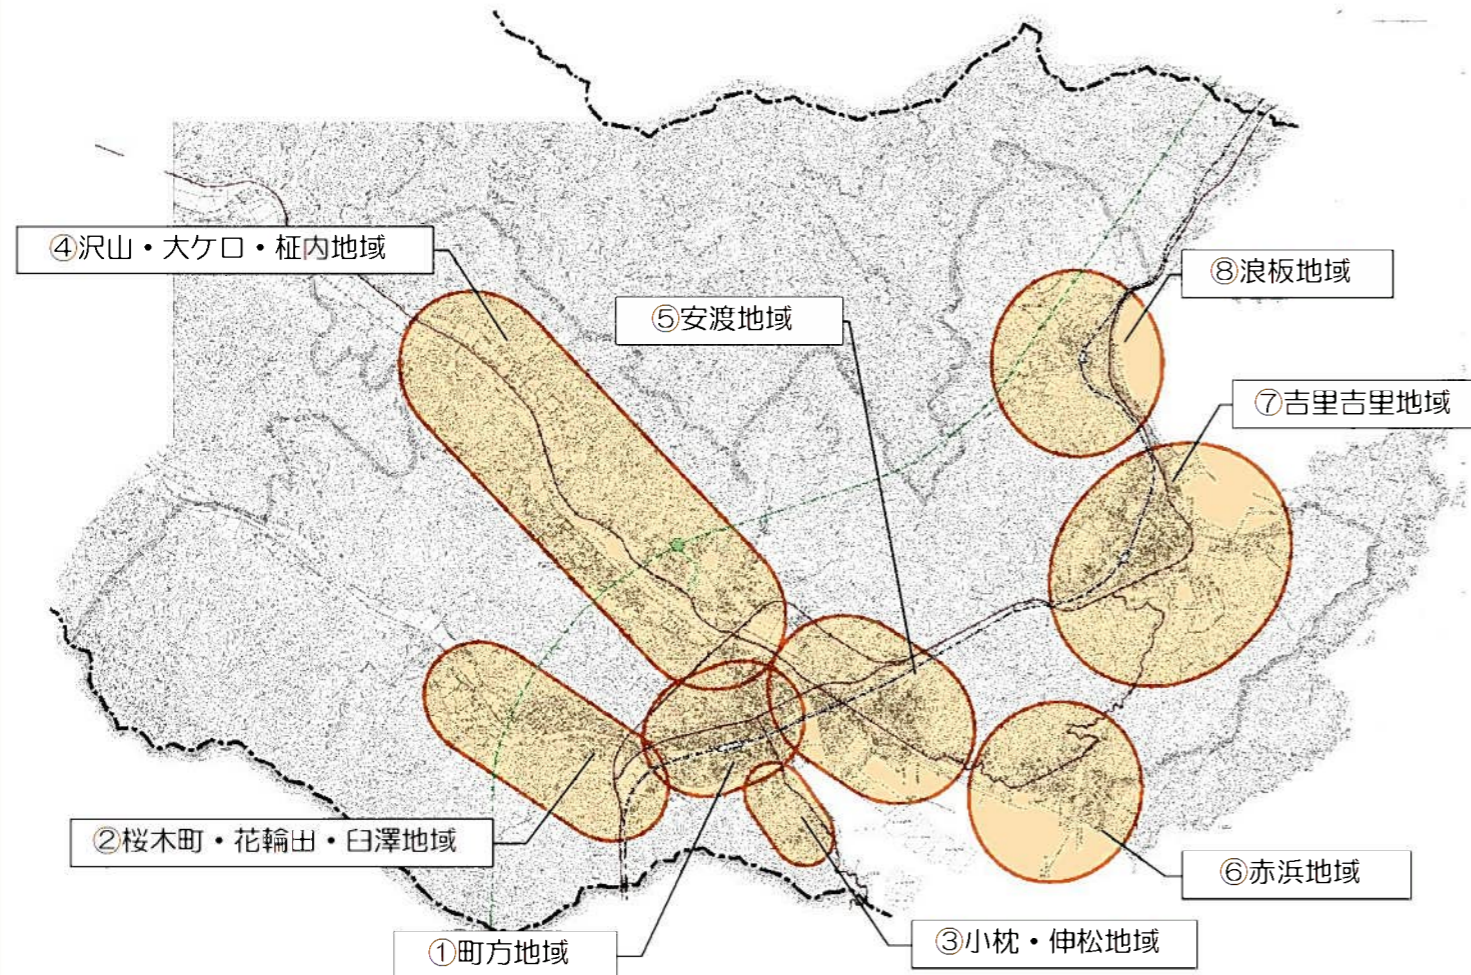 ④沢山・大ケ口・柾内地域
⑧浪板地域
⑤安渡地域
⑦吉里吉里地域
②桜木町・花輪田・臼澤地域
⑥赤浜地域
③小枕・伸松地域
①町方地域